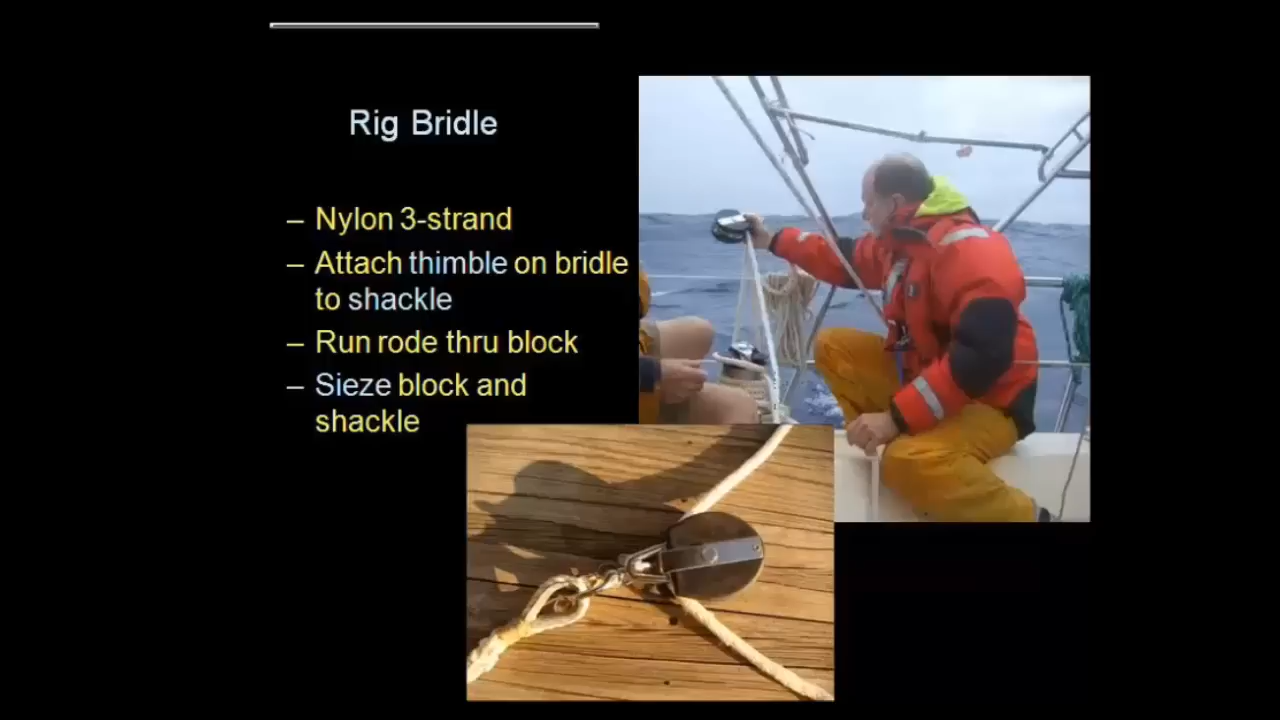 Rig Bridle
– Nylon 3-strand
– Attach thimble on bridle
to shackle
– Run rode thru block
– Sieze block and
shackle